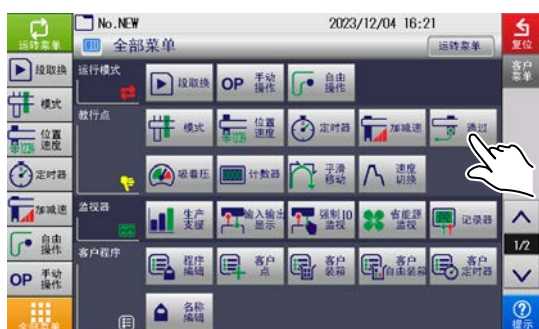 No.NEW 2023/12/04 16:21
运转菜单
全部菜单
运转菜单
复位
段取换
模式
位置
速度
定时器
加减速
自由
操作
OP 手动
操作
全部菜单
运行模式
段取换
OP 手动
操作
自由
操作
教行点
模式
位置
速度
定时器
加减速
通过
吸着压
计数器
平滑
移动
速度
切换
监视器
生产
支援
输入输出
显示
强制IO
监视
省能源
监视
记录器
客户程序
程序
编辑
客户
点
客户
装箱
客户
自由装箱
客户
定时器
名称
编辑
客户
菜单
1/2
提示